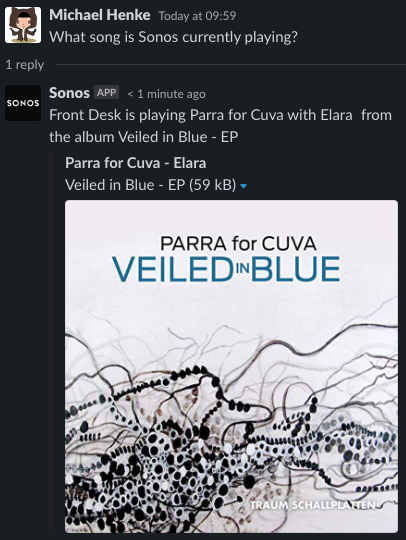 Michael Henke Today at 09:59
What song is Sonos currently playing?
1 reply
SONOS
Sonos APP < 1 minute ago
Front Desk is playing Parra for Cuva with Elara from
the album Veiled in Blue - EP
Parra for Cuva - Elara
Veiled in Blue - EP (59 kB)
PARRA for CUVA
VEILED IN BLUE
TRAUM SCHALLPLATTEN